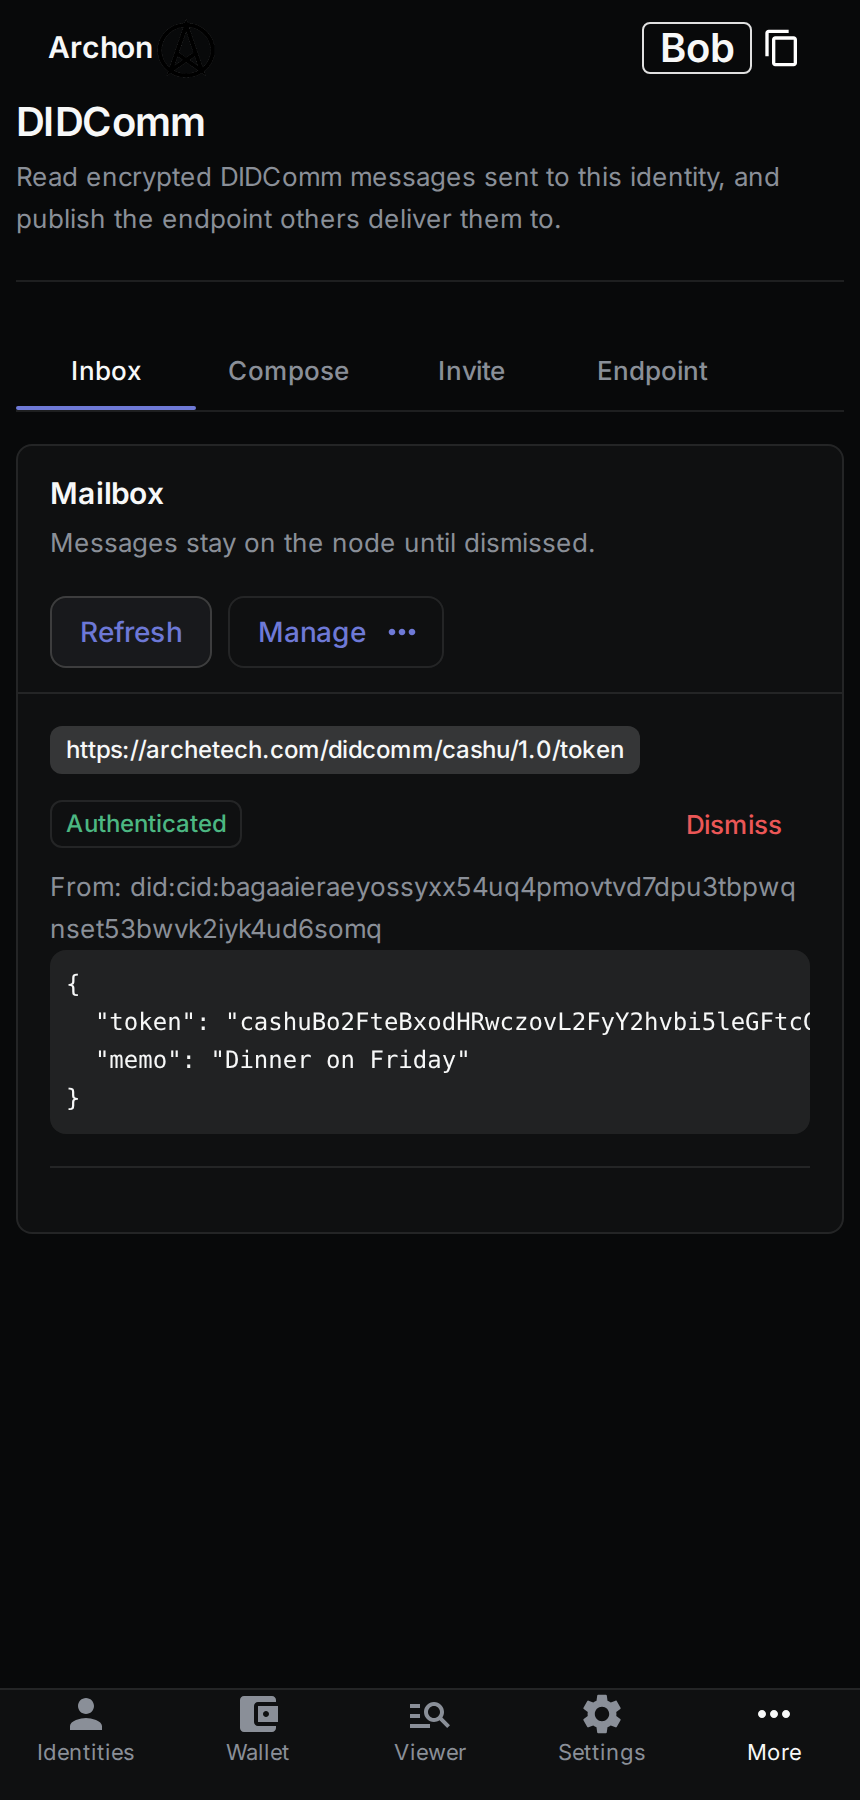 Archon
Bob
DIDComm
Read encrypted DIDComm messages sent to this identity, and
publish the endpoint others deliver them to.
Inbox
Compose
Invite
Endpoint
Mailbox
Messages stay on the node until dismissed.
Refresh
Manage
https://archetech.com/didcomm/cashu/1.0/token
Authenticated
Dismiss
From: did:cid:bagaaieraeyossyxx54uq4pmovtvd7dpu3tbpwq
nset53bwvk2iyk4ud6somq
{
"token": "cashuBo2FteBxodHRwczovL2FyY2hvbi5leGFtc
"memo": "Dinner on Friday"
}
Identities
Wallet
Viewer
Settings
More